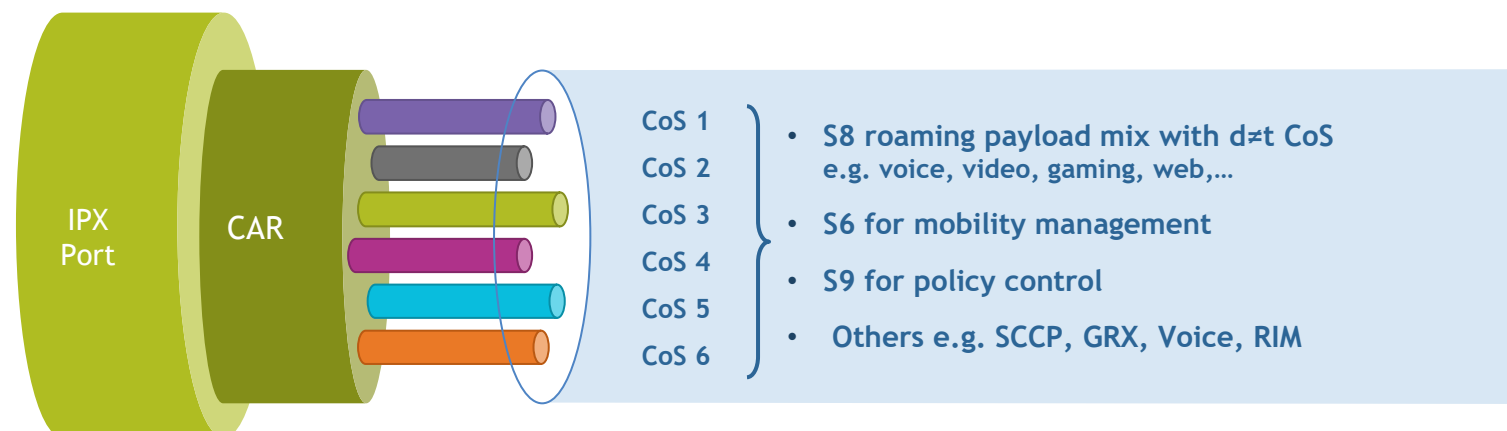 IPX
Port
CAR
CoS 1
CoS 2
CoS 3
CoS 4
CoS 5
CoS 6
• S8 roaming payload mix with d≠t CoS
e.g. voice, video, gaming, web,…
• S6 for mobility management
• S9 for policy control
• Others e.g. SCCP, GRX, Voice, RIM